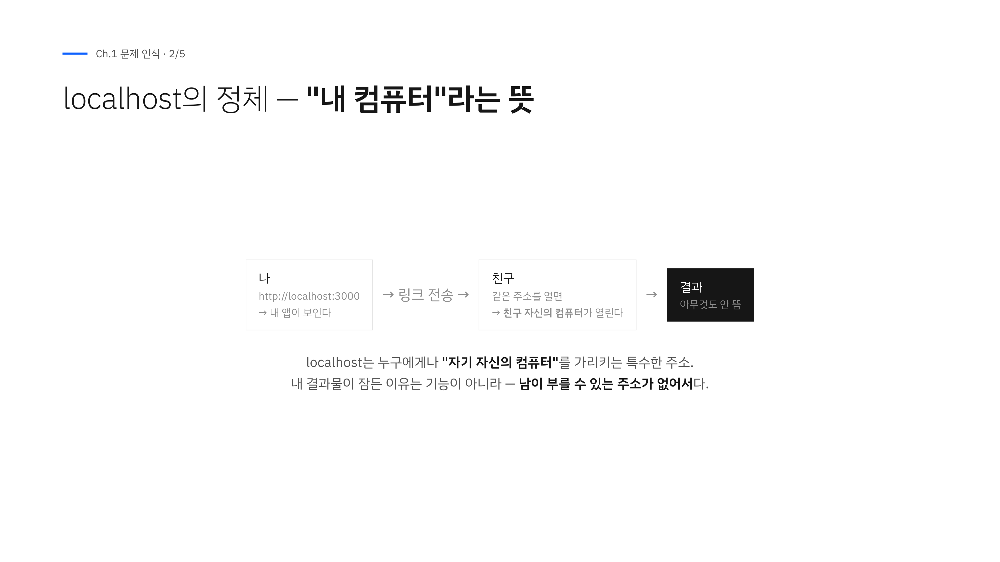 Ch.1 문제 인식 · 2/5
localhost의 정체 — "내 컴퓨터"라는 뜻
나
http://localhost:3000
→ 내 앱이 보인다
→ 링크 전송 →
친구
같은 주소를 열면
→ 친구 자신의 컴퓨터가 열린다
→
결과
아무것도 안 뜸
localhost는 누구에게나 "자기 자신의 컴퓨터"를 가리키는 특수한 주소.
내 결과물이 잠든 이유는 기능이 아니라 — 남이 부를 수 있는 주소가 없어서다.